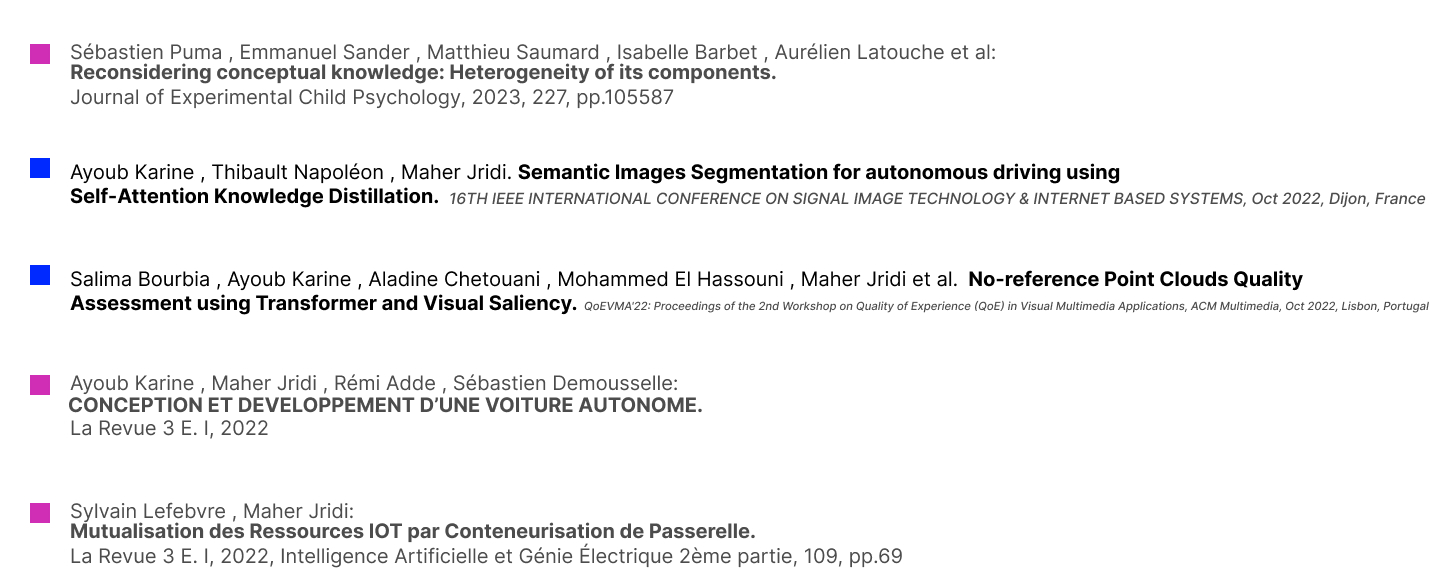 Sébastien Puma , Emmanuel Sander , Matthieu Saumard , Isabelle Barbet , Aurélien Latouche et al:
Reconsidering conceptual knowledge: Heterogeneity of its components.
Journal of Experimental Child Psychology, 2023, 227, pp.105587
Ayoub Karine , Thibault Napoléon , Maher Jridi. Semantic Images Segmentation for autonomous driving using
Self-Attention Knowledge Distillation. 16TH IEEE INTERNATIONAL CONFERENCE ON SIGNAL IMAGE TECHNOLOGY & INTERNET BASED SYSTEMS, Oct 2022, Dijon, France
Salima Bourbia , Ayoub Karine , Aladine Chetouani , Mohammed El Hassouni , Maher Jridi et al. No-reference Point Clouds Quality
Assessment using Transformer and Visual Saliency. QoEVMA'22: Proceedings of the 2nd Workshop on Quality of Experience (QoE) in Visual Multimedia Applications, ACM Multimedia, Oct 2022, Lisbon, Portugal
Ayoub Karine , Maher Jridi , Rémi Adde , Sébastien Demousselle:
CONCEPTION ET DEVELOPPEMENT D’UNE VOITURE AUTONOME.
La Revue 3 E. I, 2022
Sylvain Lefebvre , Maher Jridi:
Mutualisation des Ressources IOT par Conteneurisation de Passerelle.
La Revue 3 E. I, 2022, Intelligence Artificielle et Génie Électrique 2ème partie, 109, pp.69